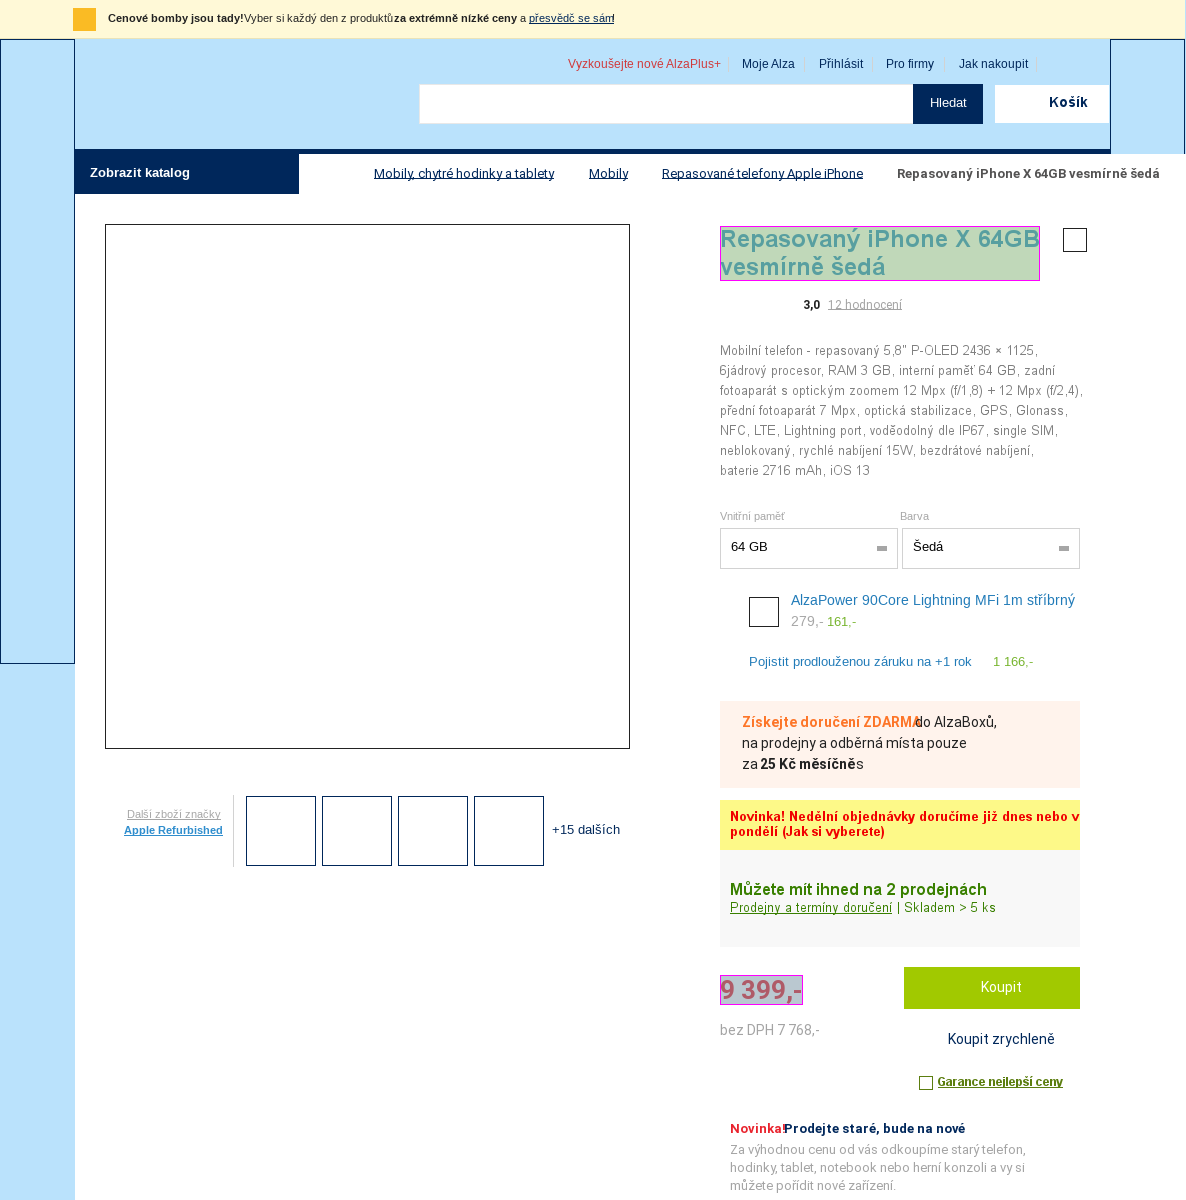 Cenové bomby jsou tady! Vyber si každý den z produktů za extrémně nízké ceny a přesvědč se sám!
Vyzkoušejte nové AlzaPlus+
Moje Alza
Přihlásit
Pro firmy
Jak nakoupit
Hledat
Košík
Zobrazit katalog
Mobily, chytré hodinky a tablety
Mobily
Repasované telefony Apple iPhone
Repasovaný iPhone X 64GB vesmírně šedá
Repasovaný iPhone X 64GB
vesmírně šedá
3,0 12 hodnocení
Mobilní telefon - repasovaný 5,8" P-OLED 2436 × 1125,
6jádrový procesor, RAM 3 GB, interní paměť 64 GB, zadní
fotoaparát s optickým zoomem 12 Mpx (f/1,8) + 12 Mpx (f/2,4),
přední fotoaparát 7 Mpx, optická stabilizace, GPS, Glonass,
NFC, LTE, Lightning port, voděodolný dle IP67, single SIM,
neblokovaný, rychlé nabíjení 15W, bezdrátové nabíjení,
baterie 2716 mAh, iOS 13
Vnitřní paměť
Barva
64 GB
Šedá
AlzaPower 90Core Lightning MFi 1m stříbrný
279,- 161,-
Pojistit prodlouženou záruku na +1 rok 1 166,-
Získejte doručení ZDARMA do AlzaBoxů,
na prodejny a odběrná místa pouze
za 25 Kč měsíčně s
Další zboží značky
Apple Refurbished
+15 dalších
Novinka! Nedělní objednávky doručíme již dnes nebo v
pondělí (Jak si vyberete)
Můžete mít ihned na 2 prodejnách
Prodejny a termíny doručení | Skladem > 5 ks
9 399,-
bez DPH 7 768,-
Koupit
Koupit zrychleně
Garance nejlepší ceny
Novinka! Prodejte staré, bude na nové
Za výhodnou cenu od vás odkoupíme starý telefon,
hodinky, tablet, notebook nebo herní konzoli a vy si
můžete pořídit nové zařízení.